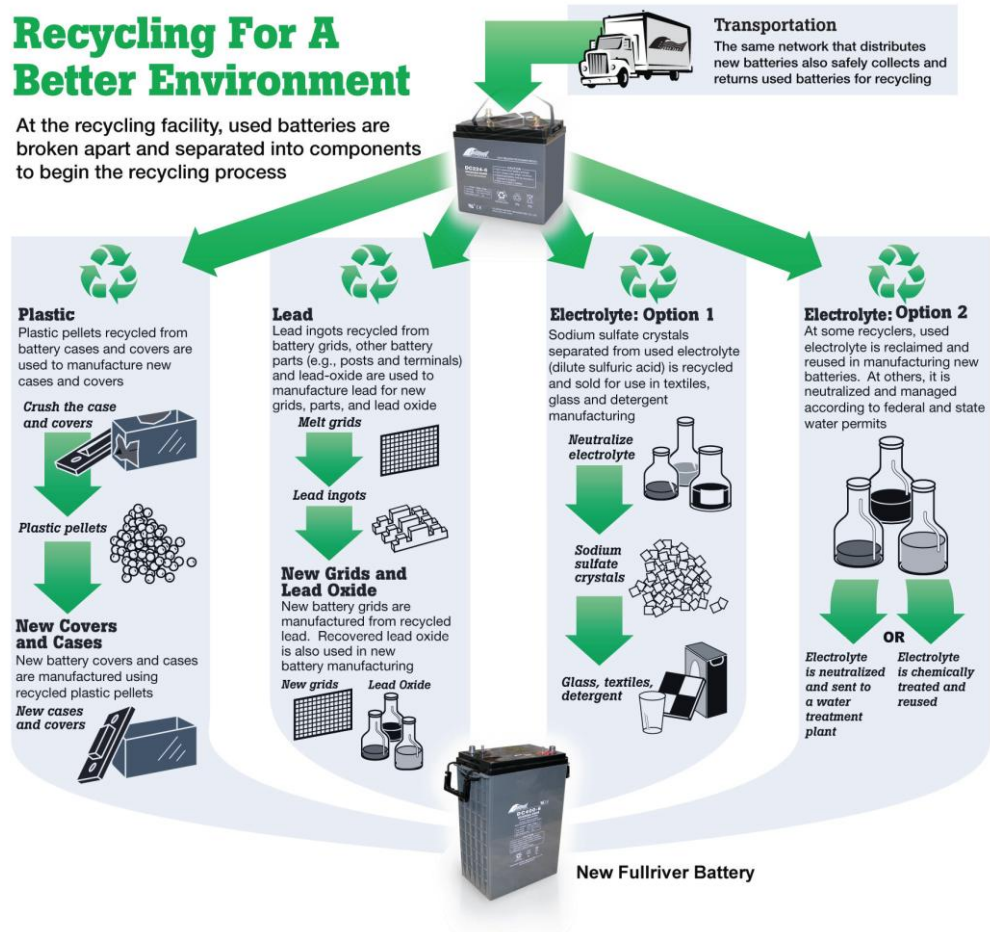 Recycling For A
Better Environment
At the recycling facility, used batteries are
broken apart and separated into components
to begin the recycling process
Transportation
The same network that distributes
new batteries also safely collects and
returns used batteries for recycling
Plastic
Plastic pellets recycled from
battery cases and covers are
used to manufacture new
cases and covers
Crush the case
and covers
Plastic pellets
New Covers
and Cases
New battery covers and cases
are manufactured using
recycled plastic pellets
New cases
and covers
Lead
Lead ingots recycled from
battery grids, other battery
parts (e.g., posts and terminals)
and lead-oxide are used to
manufacture lead for new
grids, parts, and lead oxide
Melt grids
Lead ingots
New Grids and
Lead Oxide
New battery grids are
manufactured from recycled
lead. Recovered lead oxide
is also used in new
battery manufacturing
New grids
Lead Oxide
Electrolyte: Option 1
Sodium sulfate crystals
separated from used electrolyte
(dilute sulfuric acid) is recycled
and sold for use in textiles,
glass and detergent
manufacturing
Neutralize
electrolyte
Sodium
sulfate
crystals
Glass, textiles,
detergent
Electrolyte: Option 2
At some recyclers, used
electrolyte is reclaimed and
reused in manufacturing new
batteries. At others, it is
neutralized and managed
according to federal and state
water permits
OR
Electrolyte
is neutralized
and sent to
a water
treatment
plant
Electrolyte
is chemically
treated and
reused
New Fullriver Battery